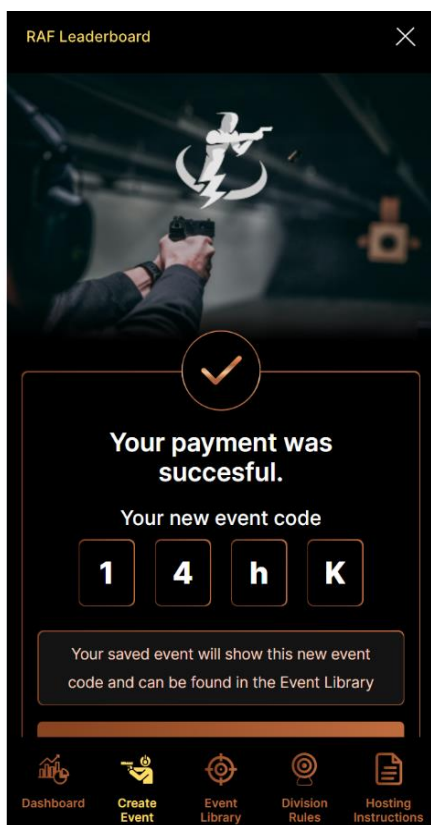 RAF Leaderboard
Your payment was
succesful.
Your new event code
1 4 h K
Your saved event will show this new event
code and can be found in the Event Library
Dashboard
Create
Event
Event
Library
Division
Rules
Hosting
Instructions